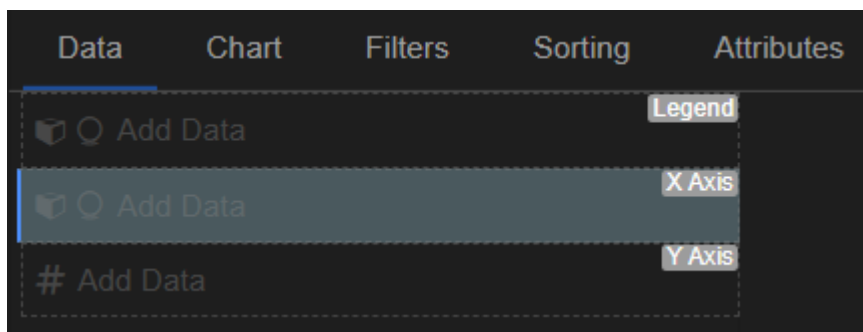 Data Chart Filters Sorting Attributes
Legend
Add Data
X Axis
Add Data
Y Axis
# Add Data